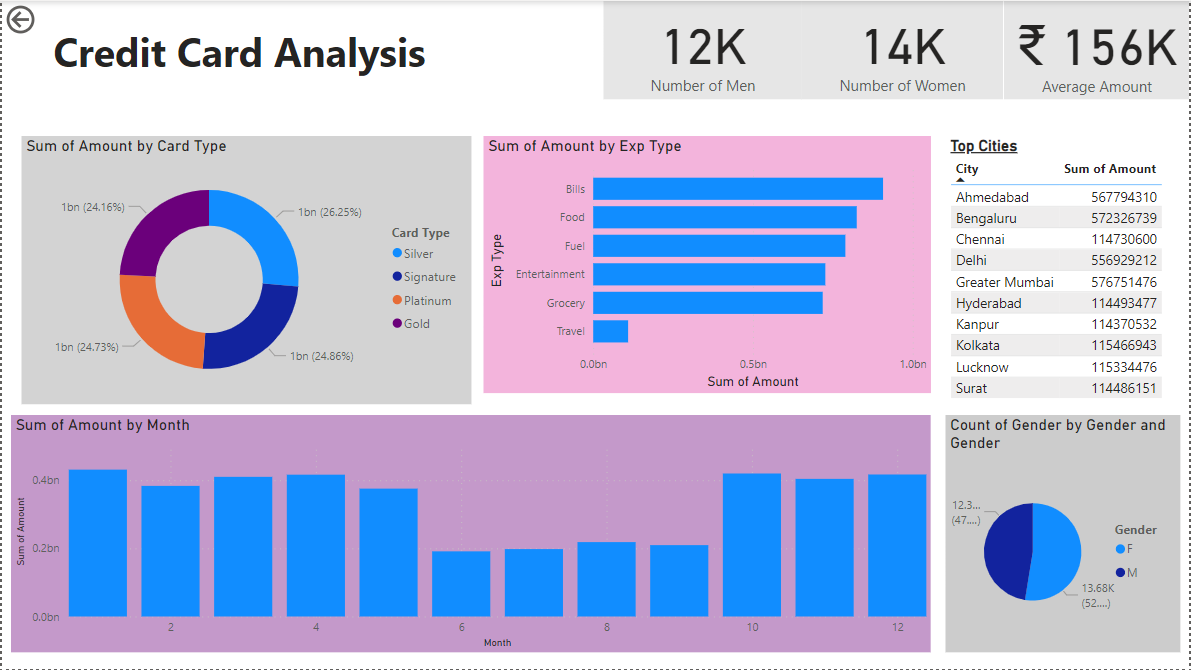 Credit Card Analysis
12K
Number of Men
14K
Number of Women
₹ 156K
Average Amount
Sum of Amount by Card Type
1bn (24.16%)
1bn (26.25%)
1bn (24.73%)
1bn (24.86%)
Card Type
Silver
Signature
Platinum
Gold
Sum of Amount by Exp Type
Exp Type
Bills
Food
Fuel
Entertainment
Grocery
Travel
0.0bn 0.5bn 1.0bn
Sum of Amount
Top Cities
City Sum of Amount
Ahmedabad 567794310
Bengaluru 572326739
Chennai 114730600
Delhi 556929212
Greater Mumbai 576751476
Hyderabad 114493477
Kanpur 114370532
Kolkata 115466943
Lucknow 115334476
Surat 114486151
Sum of Amount by Month
Sum of Amount
0.4bn
0.2bn
0.0bn
2 4 6 8 10 12
Month
Count of Gender by Gender and
Gender
12.3...
(47....)
13.68K
(52....)
Gender
F
M